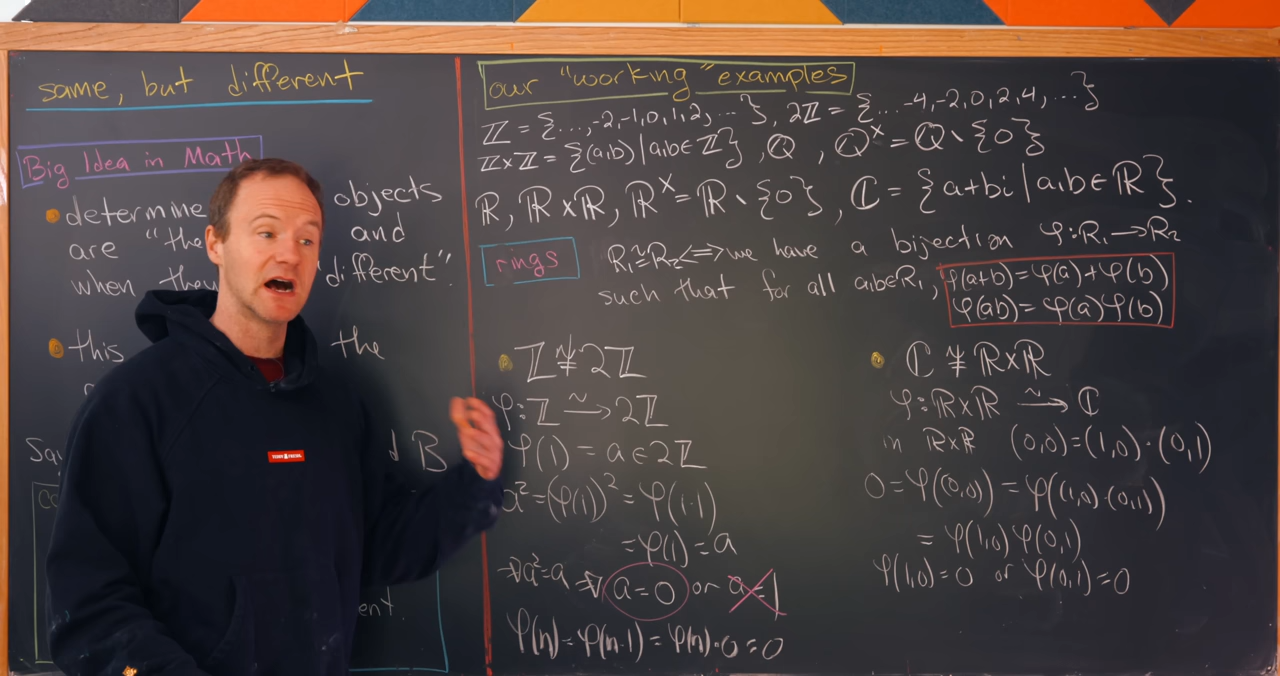 same, but different
Big Idea in Math
• determine objects
are "the and
when they different".
• this the
B
ent.
our "working" examples
ℤ = {…,-2,-1,0,1,2,…}, 2ℤ = {…-4,-2,0,2,4,…}
ℤ×ℤ = {(a,b) | a,b∈ℤ}, ℚ, ℚ^× = ℚ∖{0}
ℝ, ℝ×ℝ, ℝ^× = ℝ∖{0}, ℂ = {a+bi | a,b∈ℝ}.
rings R₁≅R₂ ⟺ we have a bijection φ:R₁→R₂
such that for all a,b∈R₁, φ(a+b)=φ(a)+φ(b)
φ(ab)=φ(a)φ(b)
• ℤ≇2ℤ
φ:ℤ ⥲ 2ℤ
φ(1)=a∈2ℤ
a²=(φ(1))²=φ(1·1)
=φ(1)=a
⇒a²=a ⇒ a=0 or a=1
φ(n)=φ(n·1)=φ(n)·0=0
• ℂ≇ℝ×ℝ
φ:ℝ×ℝ ⥲ ℂ
in ℝ×ℝ (0,0)=(1,0)·(0,1)
0=φ(0,0)=φ((1,0)·(0,1))
=φ(1,0)φ(0,1)
φ(1,0)=0 or φ(0,1)=0